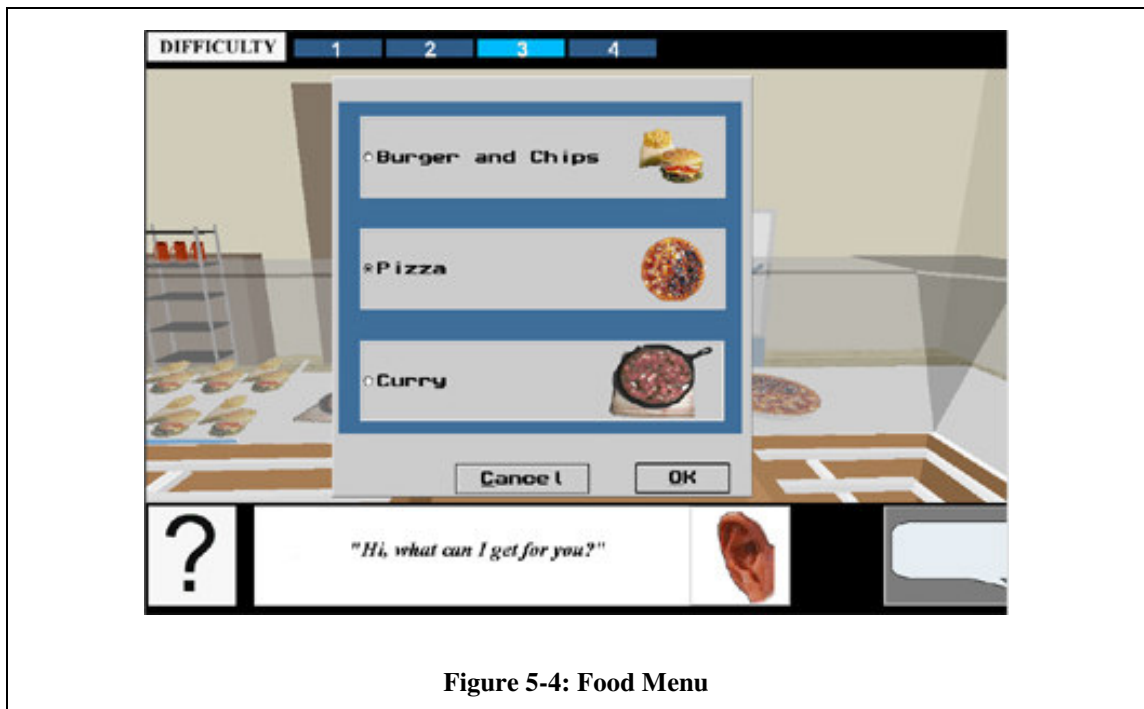 DIFFICULTY 1 2 3 4
Burger and Chips
Pizza
Curry
Cancel OK
?
"Hi, what can I get for you?"
Figure 5-4: Food Menu